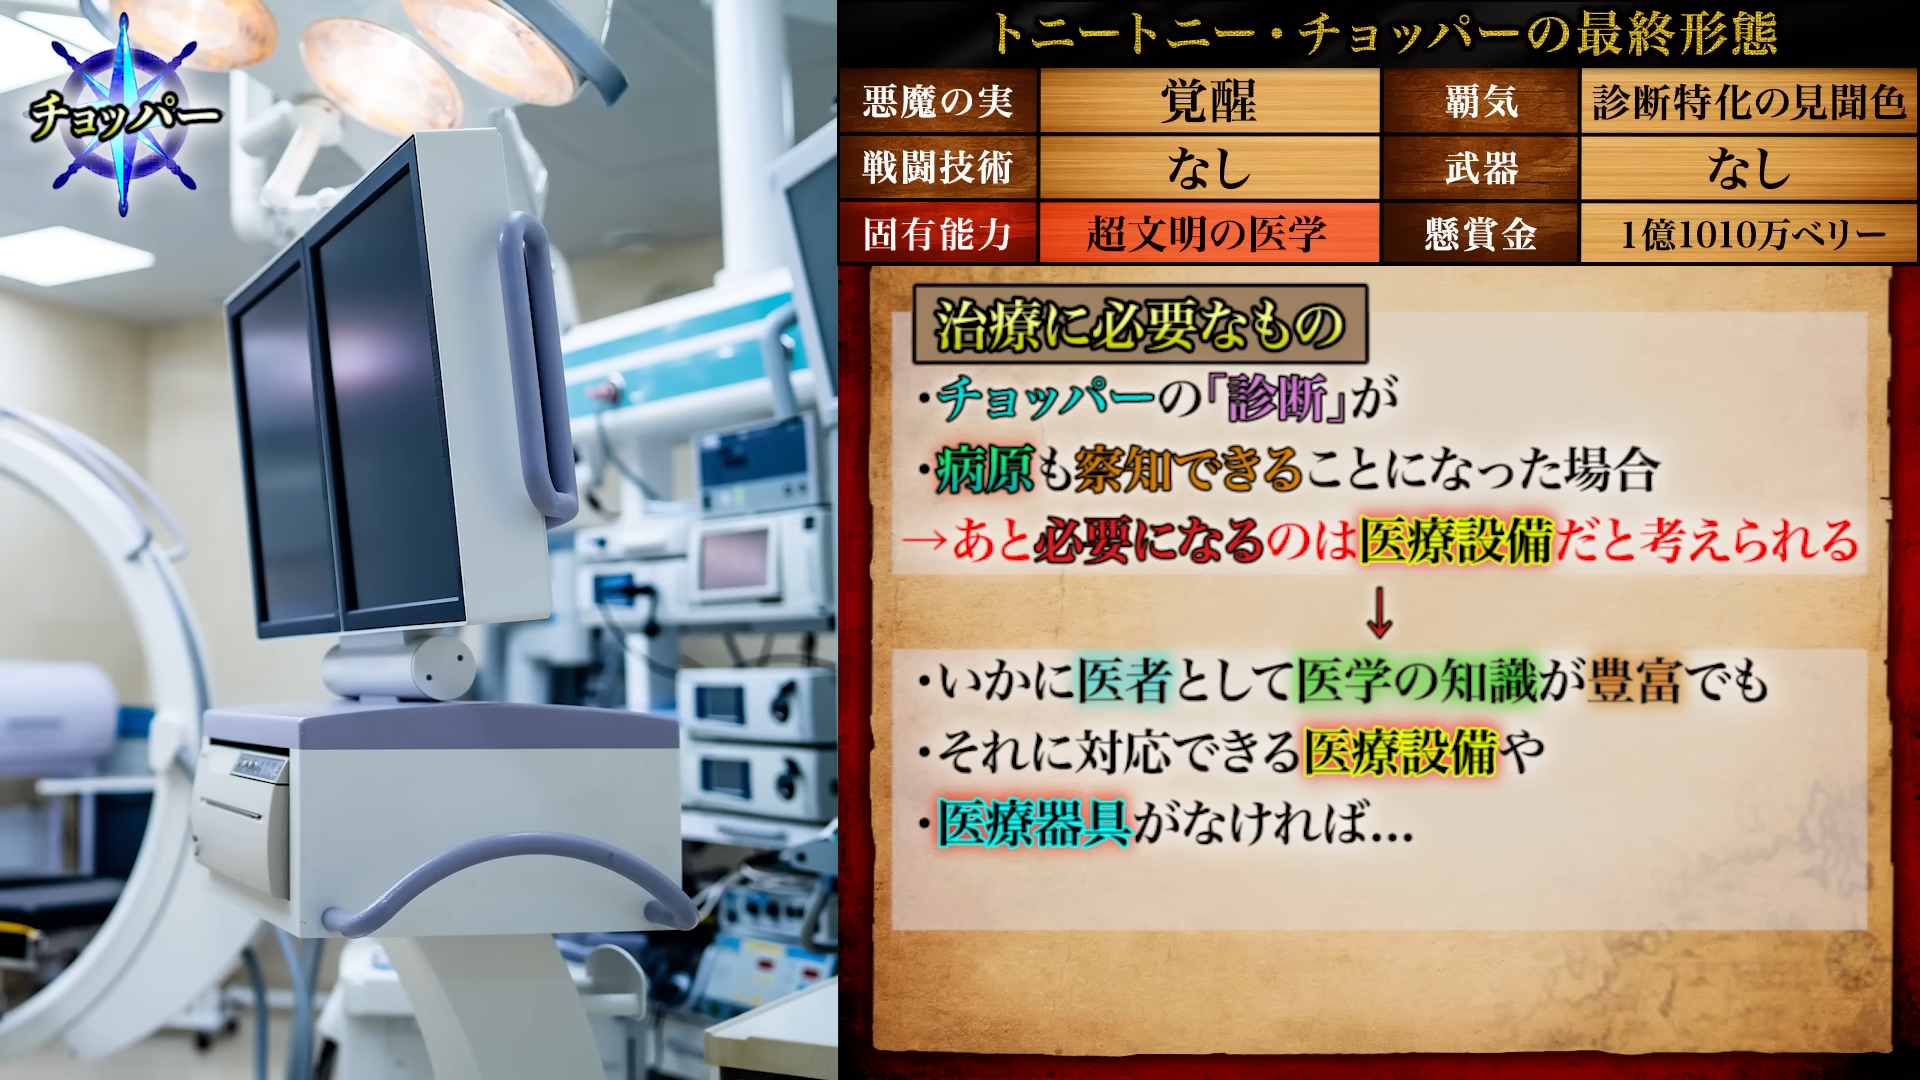 チョッパー
トニートニー・チョッパーの最終形態
悪魔の実 覚醒 覇気 診断特化の見聞色
戦闘技術 なし 武器 なし
固有能力 超文明の医学 懸賞金 1億1010万ベリー
治療に必要なもの
・チョッパーの「診断」が
・病原も察知できることになった場合
→あと必要になるのは医療設備だと考えられる
↓
・いかに医者として医学の知識が豊富でも
・それに対応できる医療設備や
・医療器具がなければ…